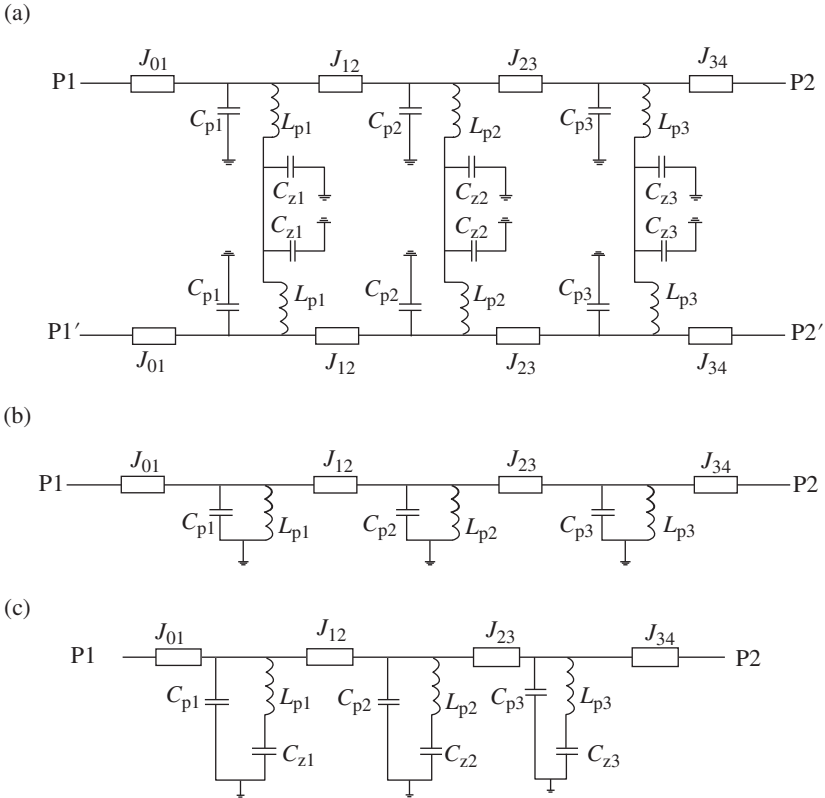 (a)
J01 J12 J23 J34
P1 P2
Cp1 Lp1 Cp2 Lp2 Cp3 Lp3
Cz1 Cz2 Cz3
Cz1 Cz2 Cz3
Cp1 Lp1 Cp2 Lp2 Cp3 Lp3
P1′ P2′
J01 J12 J23 J34
(b)
J01 J12 J23 J34
P1 P2
Cp1 Lp1 Cp2 Lp2 Cp3 Lp3
(c)
J01 J12 J23 J34
P1 P2
Cp1 Lp1 Cp2 Lp2 Cp3 Lp3
Cz1 Cz2 Cz3